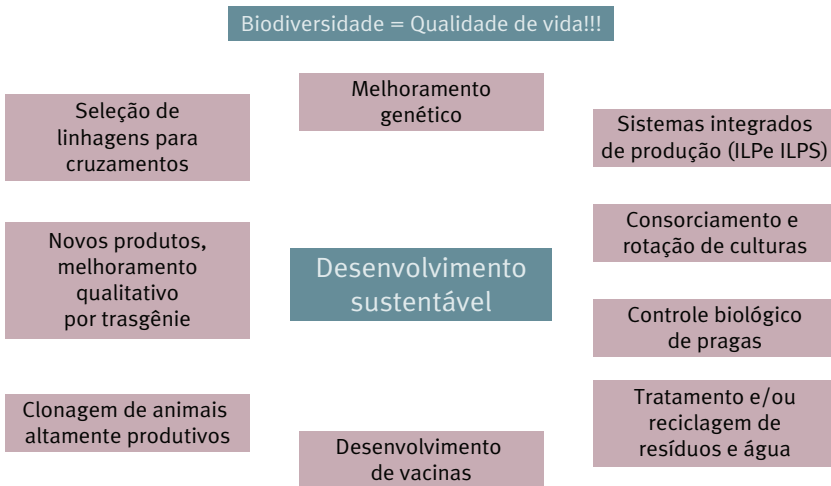 Biodiversidade = Qualidade de vida!!!
Melhoramento
genético
Seleção de
linhagens para
cruzamentos
Sistemas integrados
de produção (ILPe ILPS)
Novos produtos,
melhoramento
qualitativo
por trasgênie
Desenvolvimento
sustentável
Consorciamento e
rotação de culturas
Controle biológico
de pragas
Clonagem de animais
altamente produtivos
Desenvolvimento
de vacinas
Tratamento e/ou
reciclagem de
resíduos e água